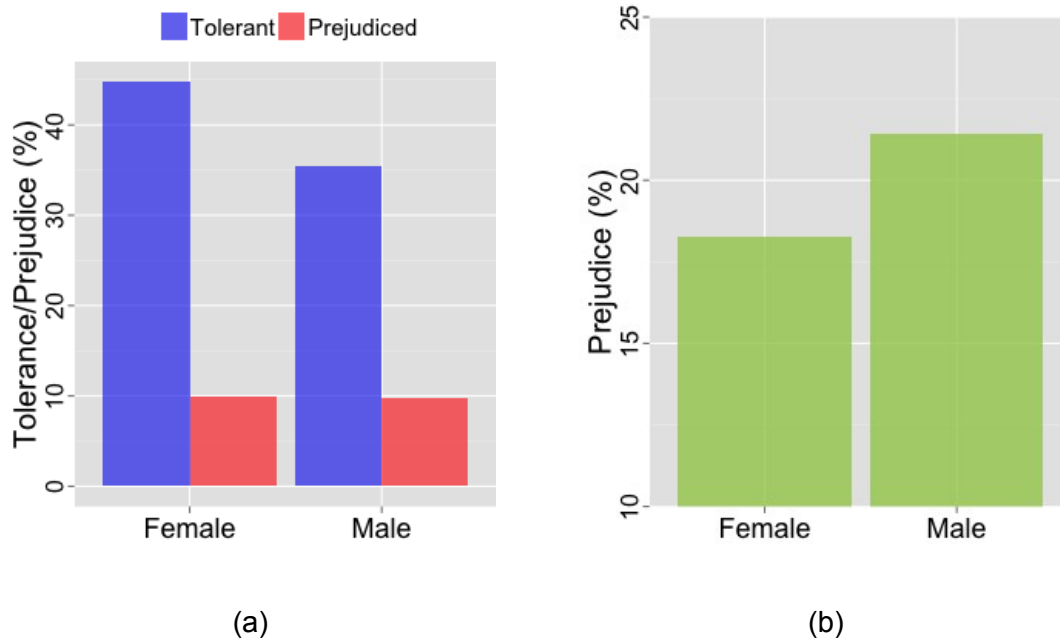 Tolerant Prejudiced
Tolerance/Prejudice (%)
40
30
20
10
0
Female Male
(a)
Prejudice (%)
25
20
15
10
Female Male
(b)